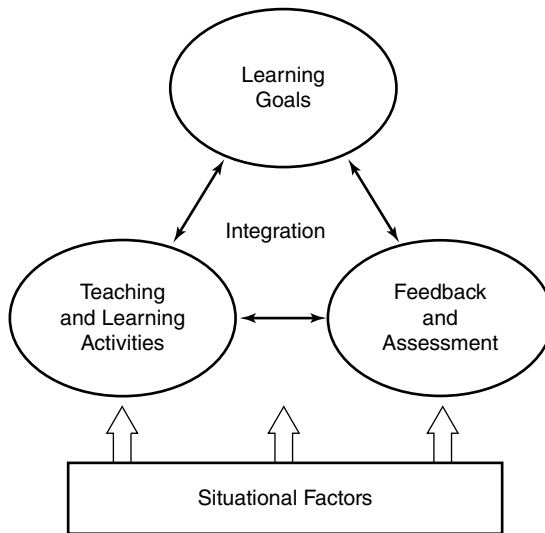 Learning
Goals
Integration
Teaching
and Learning
Activities
Feedback
and
Assessment
Situational Factors